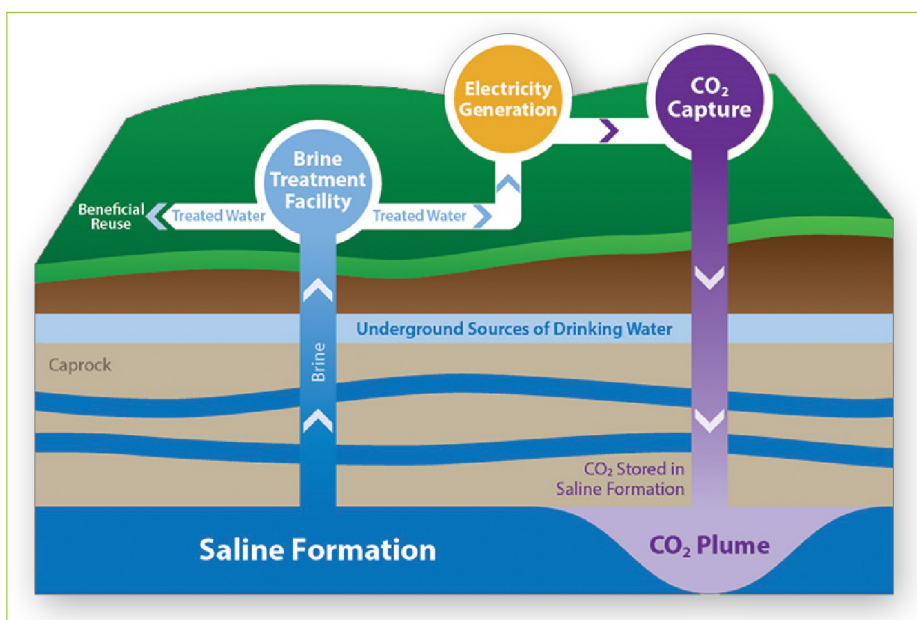 Electricity
Generation
CO₂
Capture
Brine
Treatment
Facility
Beneficial
Reuse
Treated Water
Treated Water
Underground Sources of Drinking Water
Caprock
Brine
CO₂ Stored in
Saline Formation
Saline Formation
CO₂ Plume